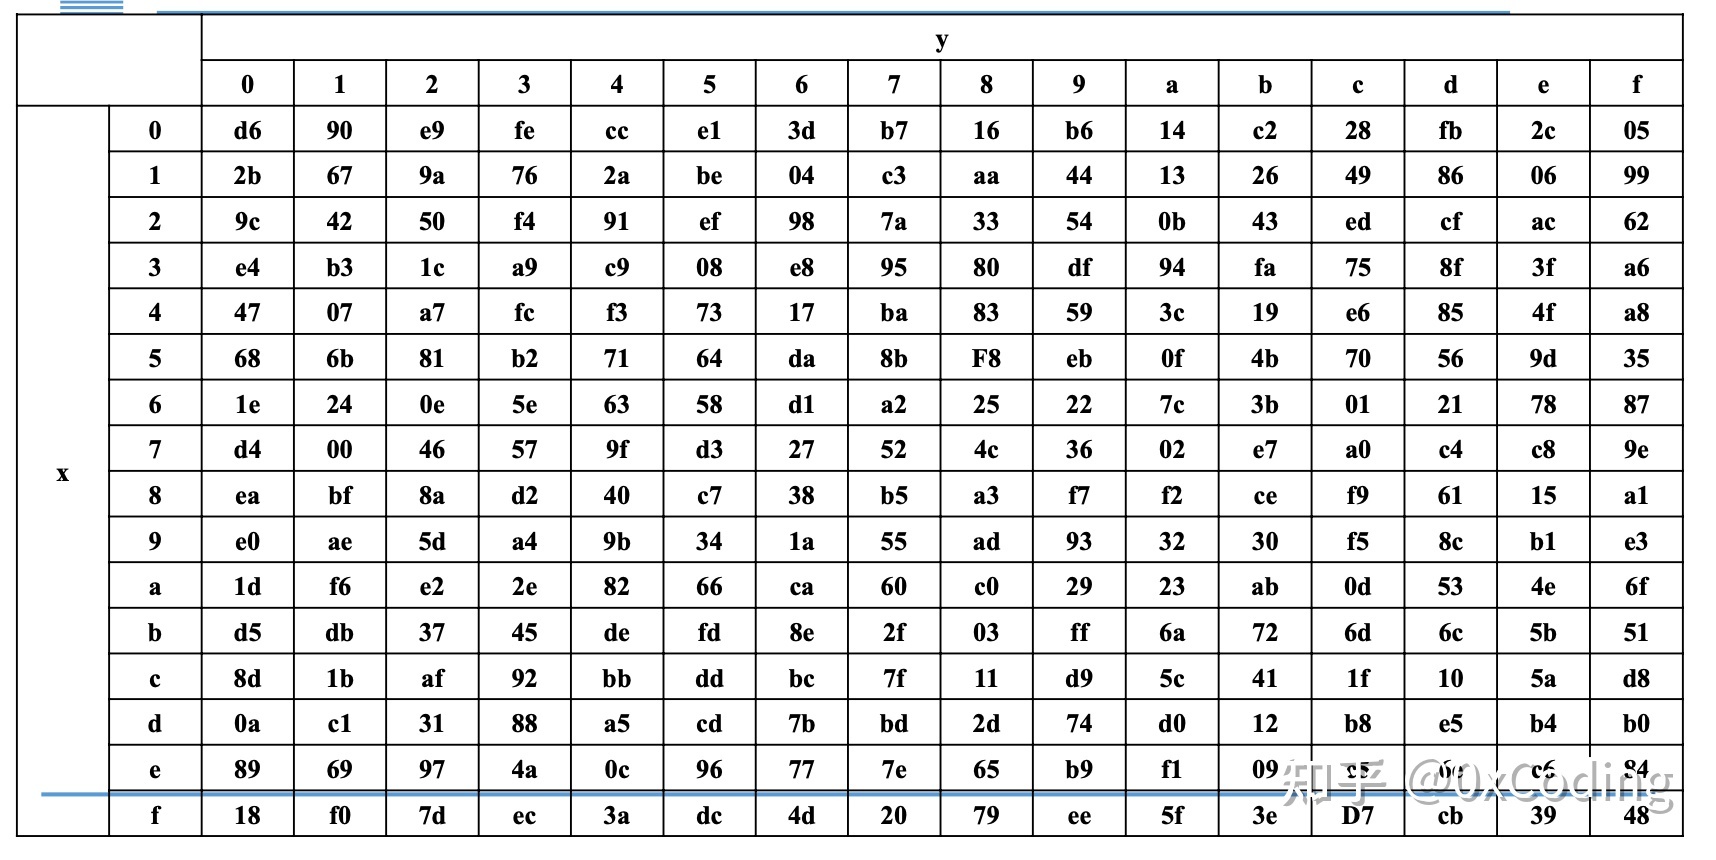 y
0 1 2 3 4 5 6 7 8 9 a b c d e f
0 d6 90 e9 fe cc e1 3d b7 16 b6 14 c2 28 fb 2c 05
1 2b 67 9a 76 2a be 04 c3 aa 44 13 26 49 86 06 99
2 9c 42 50 f4 91 ef 98 7a 33 54 0b 43 ed cf ac 62
3 e4 b3 1c a9 c9 08 e8 95 80 df 94 fa 75 8f 3f a6
4 47 07 a7 fc f3 73 17 ba 83 59 3c 19 e6 85 4f a8
5 68 6b 81 b2 71 64 da 8b F8 eb 0f 4b 70 56 9d 35
6 1e 24 0e 5e 63 58 d1 a2 25 22 7c 3b 01 21 78 87
7 d4 00 46 57 9f d3 27 52 4c 36 02 e7 a0 c4 c8 9e
x
8 ea bf 8a d2 40 c7 38 b5 a3 f7 f2 ce f9 61 15 a1
9 e0 ae 5d a4 9b 34 1a 55 ad 93 32 30 f5 8c b1 e3
a 1d f6 e2 2e 82 66 ca 60 c0 29 23 ab 0d 53 4e 6f
b d5 db 37 45 de fd 8e 2f 03 ff 6a 72 6d 6c 5b 51
c 8d 1b af 92 bb dd bc 7f 11 d9 5c 41 1f 10 5a d8
d 0a c1 31 88 a5 cd 7b bd 2d 74 d0 12 b8 e5 b4 b0
e 89 69 97 4a 0c 96 77 7e 65 b9 f1 09 c5 6e c6 84
知乎 @0xCoding
f 18 f0 7d ec 3a dc 4d 20 79 ee 5f 3e D7 cb 39 48